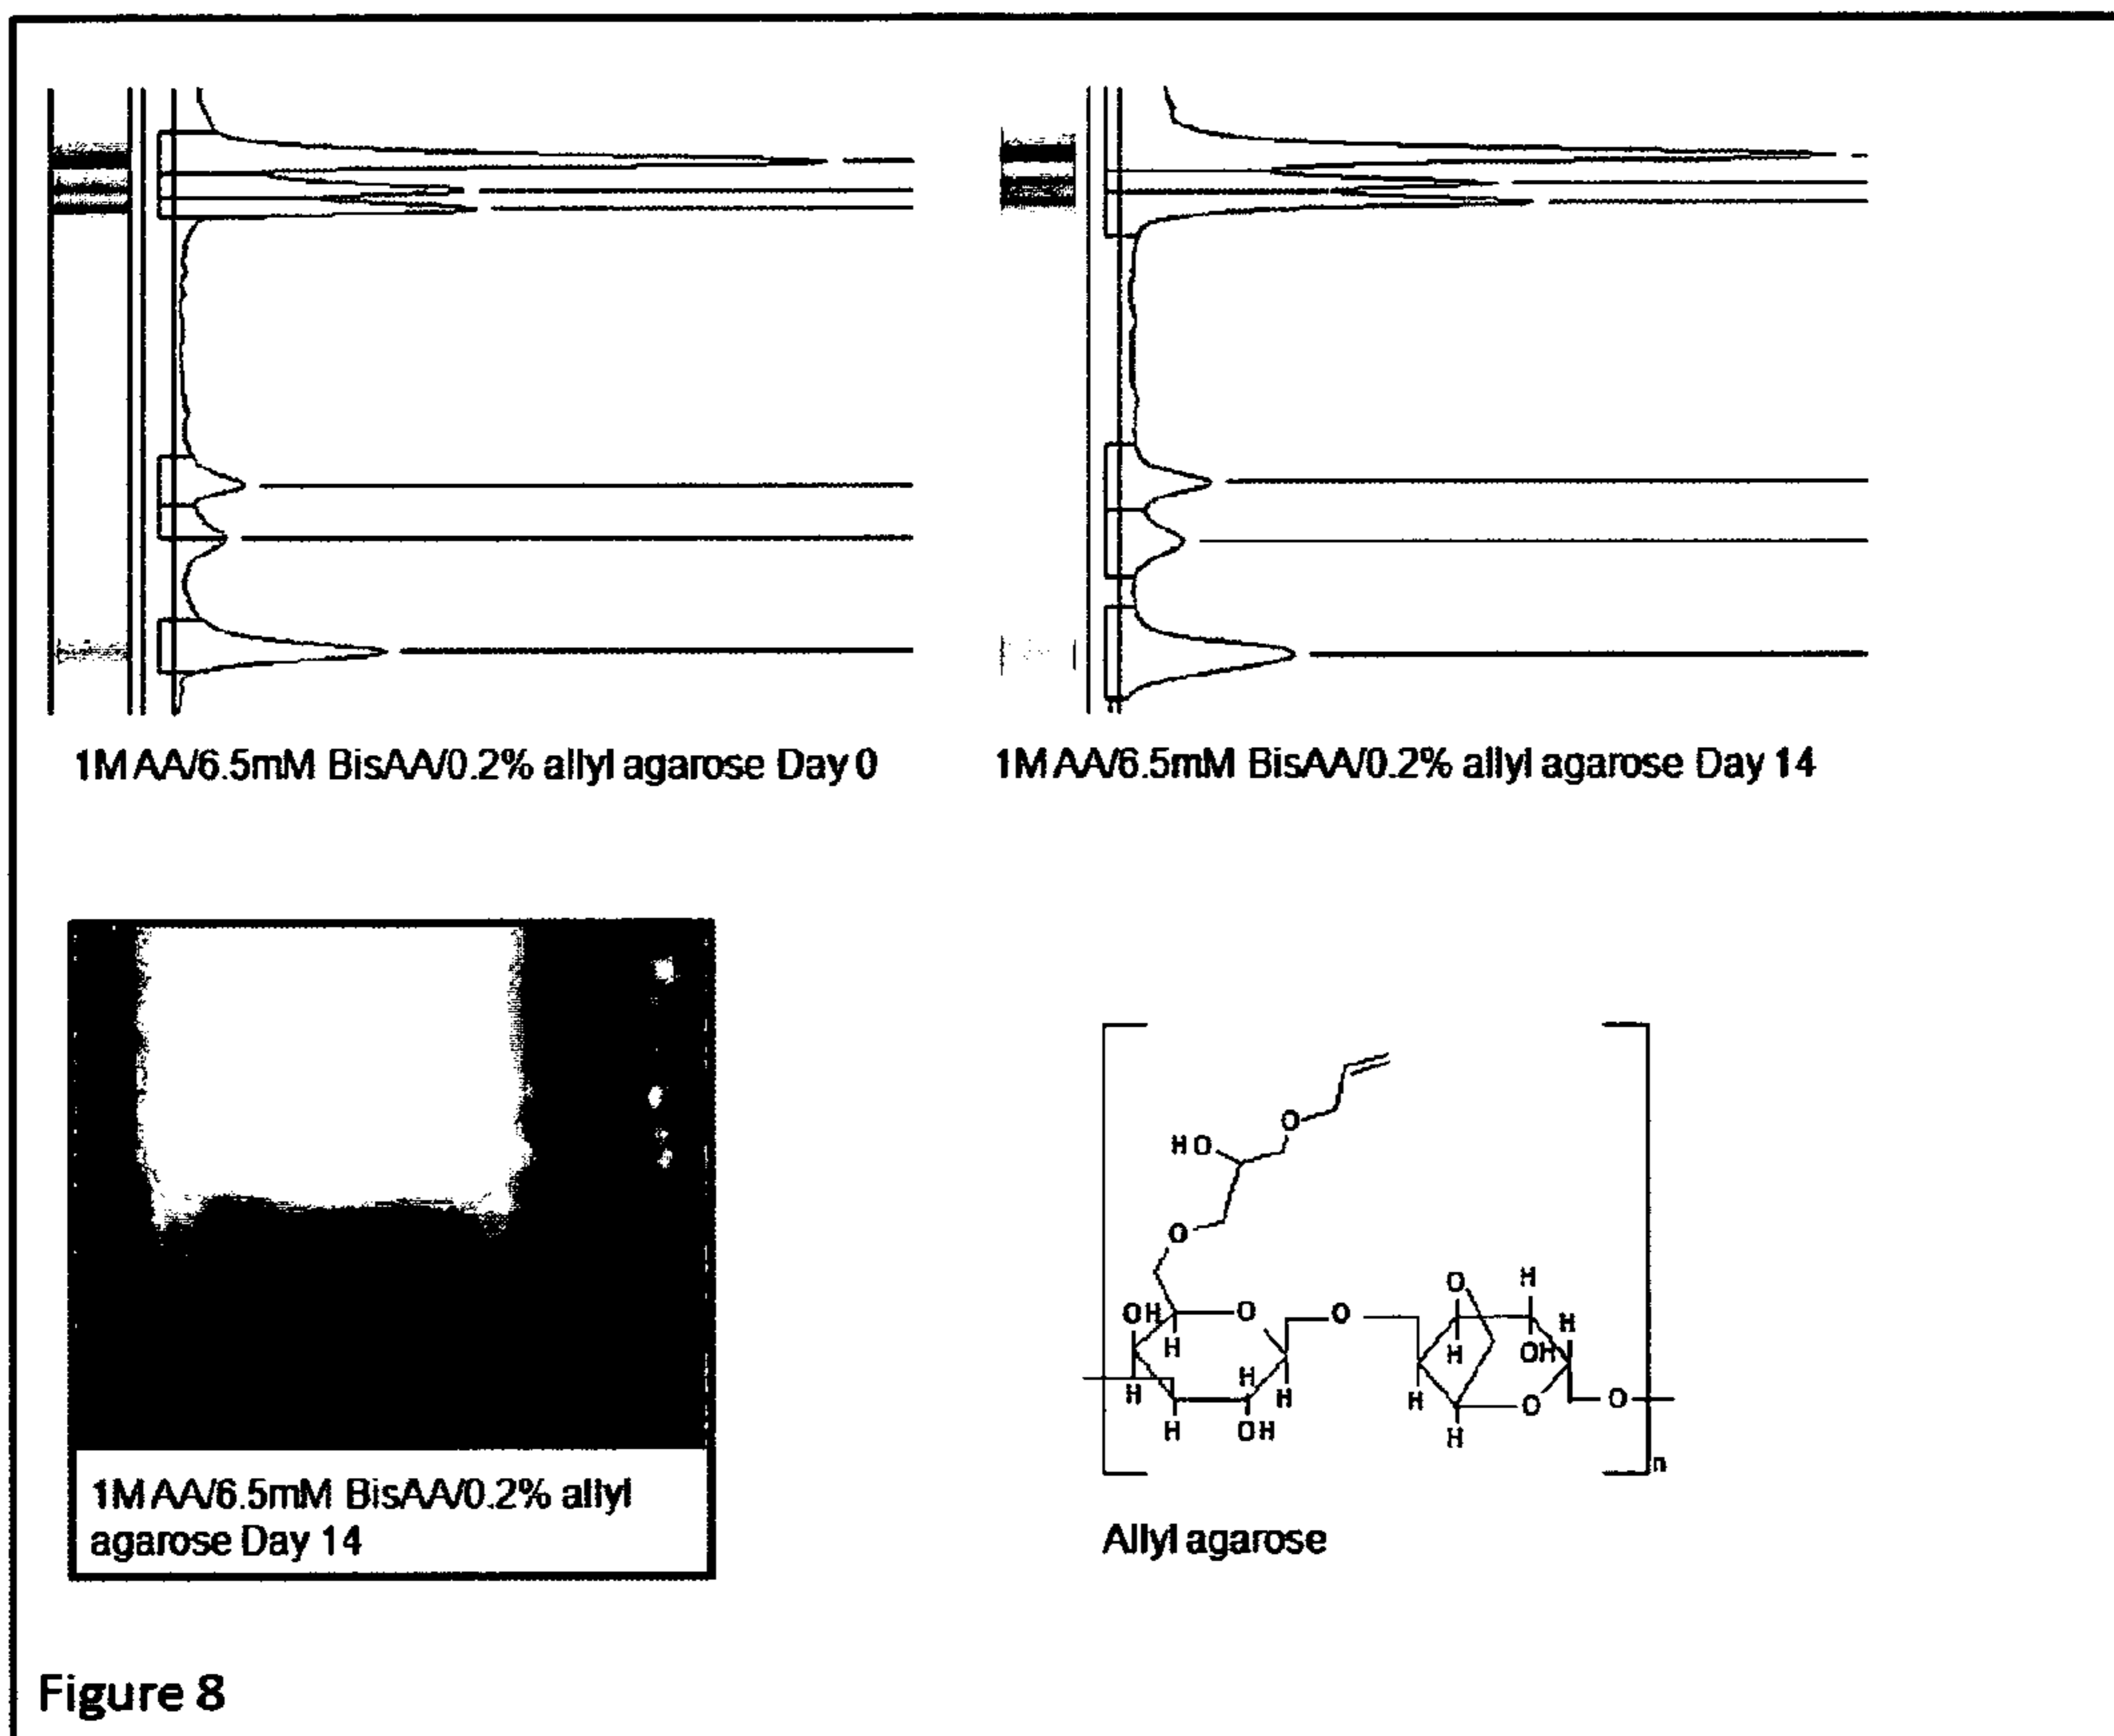 1M AA/6.5mM BisAA/0.2% allyl agarose Day 0
1M AA/6.5mM BisAA/0.2% allyl agarose Day 14
1M AA/6.5mM BisAA/0.2% allyl
agarose Day 14
HO
O
O
OH
O
H
H
H
H
OH
H
H
O
O
H
H
OH
H
H
H
O
O
n
Allyl agarose
Figure 8